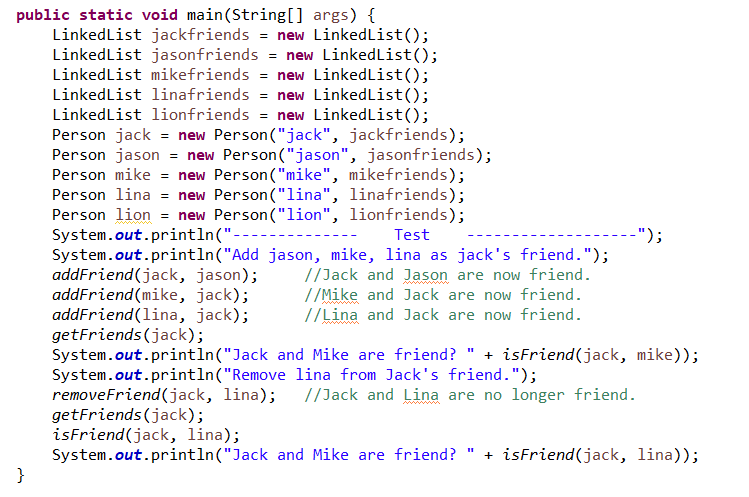 public static void main(String[] args) {
    LinkedList jackfriends = new LinkedList();
    LinkedList jasonfriends = new LinkedList();
    LinkedList mikefriends = new LinkedList();
    LinkedList linafriends = new LinkedList();
    LinkedList lionfriends = new LinkedList();
    Person jack = new Person("jack", jackfriends);
    Person jason = new Person("jason", jasonfriends);
    Person mike = new Person("mike", mikefriends);
    Person lina = new Person("lina", linafriends);
    Person lion = new Person("lion", lionfriends);
    System.out.println("--------------    Test    -------------------");
    System.out.println("Add jason, mike, lina as jack's friend.");
    addFriend(jack, jason);     //Jack and Jason are now friend.
    addFriend(mike, jack);      //Mike and Jack are now friend.
    addFriend(lina, jack);      //Lina and Jack are now friend.
    getFriends(jack);
    System.out.println("Jack and Mike are friend? " + isFriend(jack, mike));
    System.out.println("Remove lina from Jack's friend.");
    removeFriend(jack, lina);   //Jack and Lina are no longer friend.
    getFriends(jack);
    isFriend(jack, lina);
    System.out.println("Jack and Mike are friend? " + isFriend(jack, lina));
}